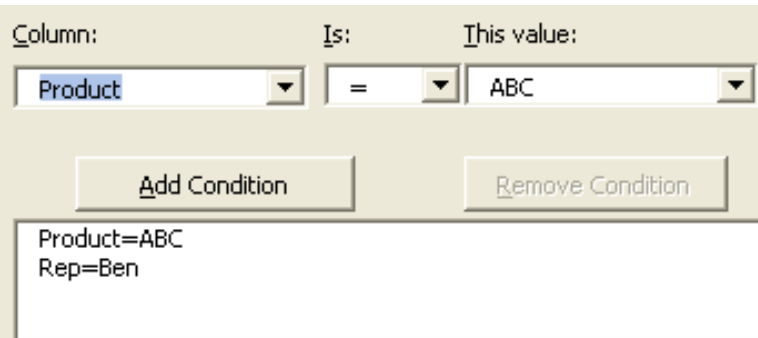 Column: Is: This value:
Product = ABC
Add Condition Remove Condition
Product=ABC
Rep=Ben